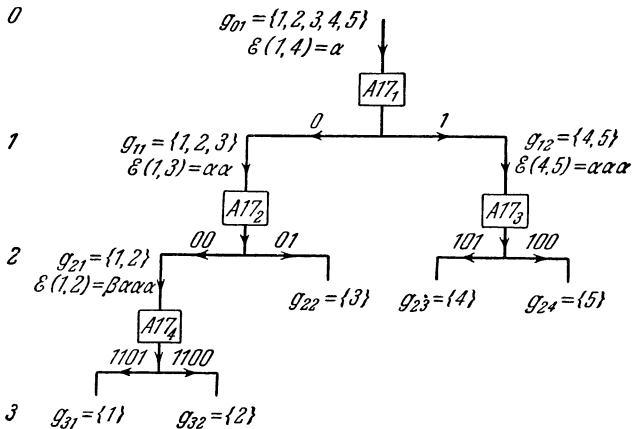 0
g₀₁={1,2,3,4,5}
ℰ(1,4)=α
A17₁
0 1
1
g₁₁={1,2,3}
g₁₂={4,5}
ℰ(1,3)=αα
ℰ(4,5)=ααα
A17₂
A17₃
00 01
101 100
2
g₂₁={1,2}
ℰ(1,2)=βααα
g₂₂={3}
g₂₃={4}
g₂₄={5}
A17₄
1101 1100
3
g₃₁={1}
g₃₂={2}